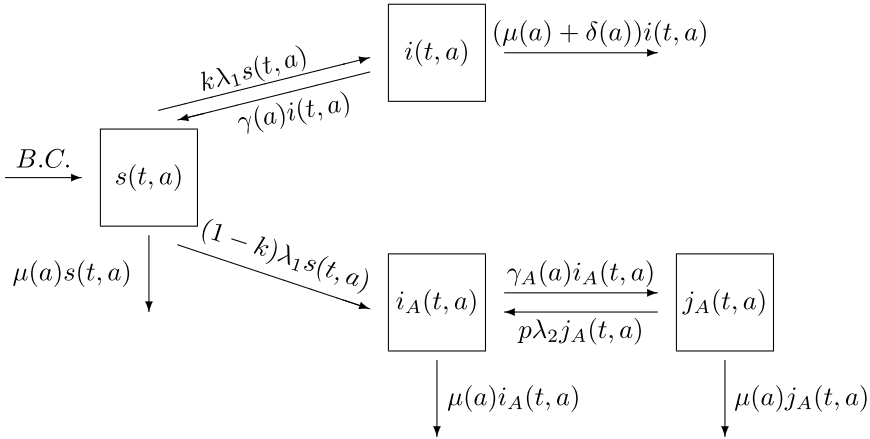 i(t, a)
(μ(a) + δ(a))i(t, a)
kλ₁s(t, a)
γ(a)i(t, a)
B.C.
s(t, a)
(1 − k)λ₁s(t, a)
μ(a)s(t, a)
i_A(t, a)
γ_A(a)i_A(t, a)
pλ₂j_A(t, a)
j_A(t, a)
μ(a)i_A(t, a)
μ(a)j_A(t, a)